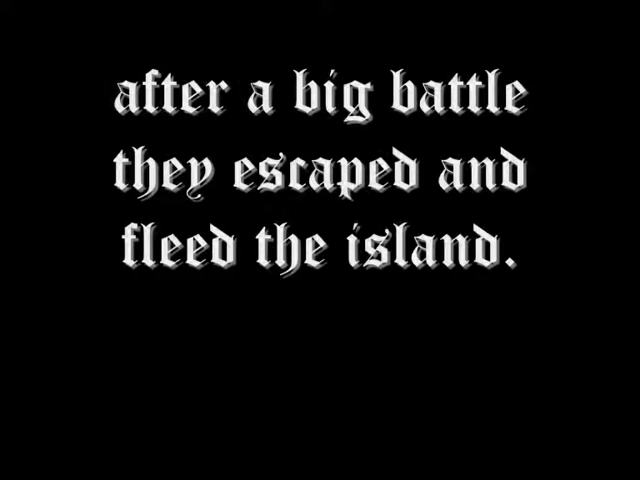 after a big battle
they escaped and
fleed the island.